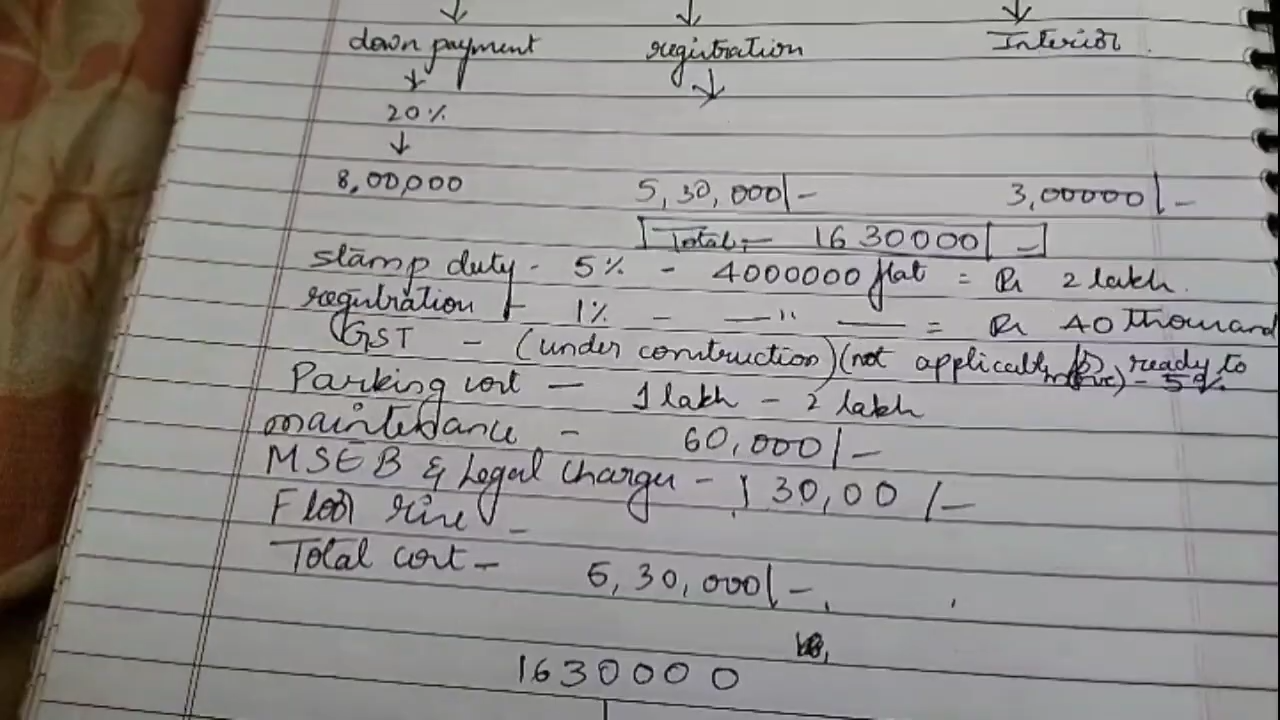 down payment registration Interior
20%
8,00,000 5,30,000/- 3,00000/-
Total - 1630000/-
stamp duty - 5% - 4000000 flat = Rs 2 lakh.
registration - 1% - —"— = Rs 40 thousand
GST - (under construction) (not applicable for ready to
move) - 5%
Parking cost - 1 lakh - 2 lakh
maintenance - 60,000/-
MSEB & Legal Charges - 130,00/-
Floor rise -
Total cost - 5,30,000/-
1630000